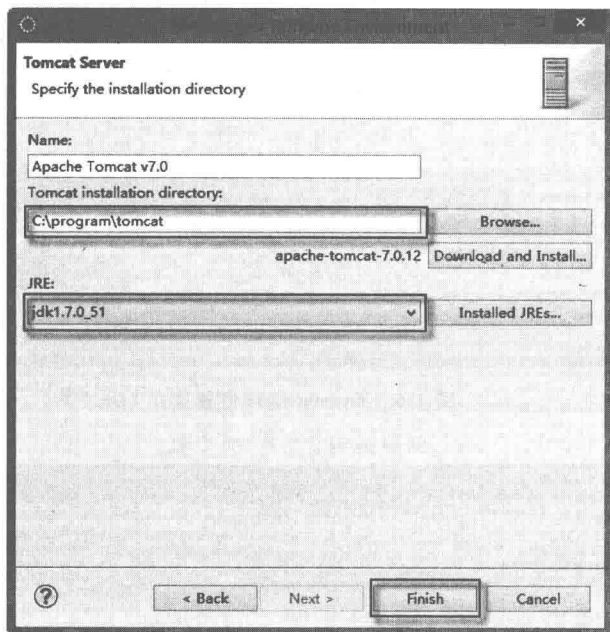 Tomcat Server
Specify the installation directory
Name:
Apache Tomcat v7.0
Tomcat installation directory:
C:\program\tomcat
Browse...
apache-tomcat-7.0.12
Download and Install...
JRE:
jdk1.7.0_51
Installed JREs...
?
< Back
Next >
Finish
Cancel